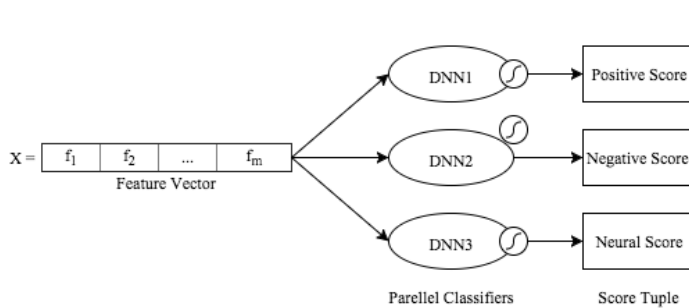 DNN1
Positive Score
X = f1 f2 ... fm
DNN2
Negative Score
Feature Vector
DNN3
Neural Score
Parellel Classifiers
Score Tuple